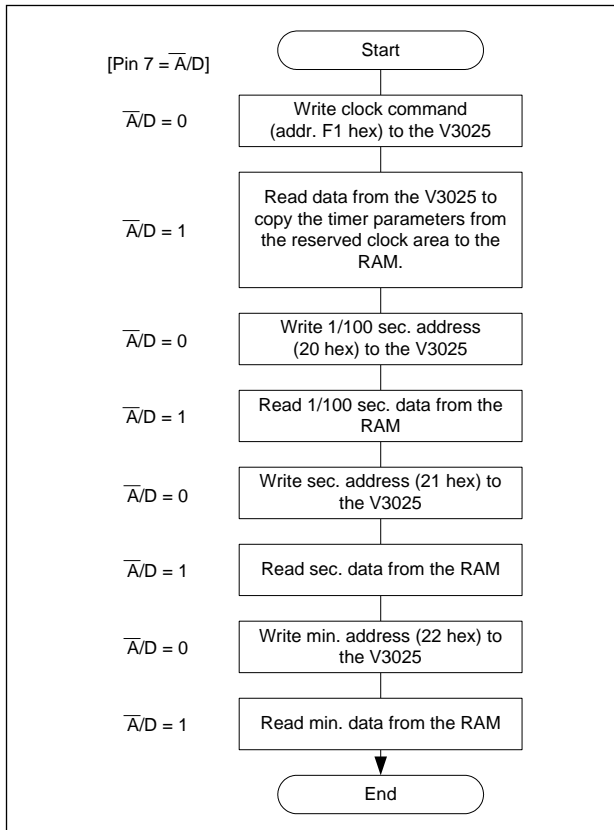 Start
[Pin 7 = A̅/D]
Write clock command
(addr. F1 hex) to the V3025
A̅/D = 0
Read data from the V3025 to
copy the timer parameters from
the reserved clock area to the
RAM.
A̅/D = 1
Write 1/100 sec. address
(20 hex) to the V3025
A̅/D = 0
Read 1/100 sec. data from the
RAM
A̅/D = 1
Write sec. address (21 hex) to
the V3025
A̅/D = 0
Read sec. data from the RAM
A̅/D = 1
Write min. address (22 hex) to
the V3025
A̅/D = 0
Read min. data from the RAM
A̅/D = 1
End